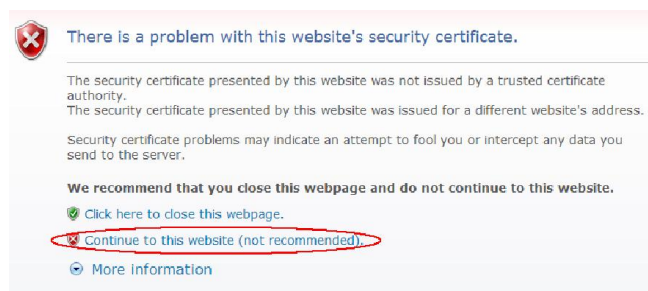 There is a problem with this website's security certificate.
The security certificate presented by this website was not issued by a trusted certificate
authority.
The security certificate presented by this website was issued for a different website's address.
Security certificate problems may indicate an attempt to fool you or intercept any data you
send to the server.
We recommend that you close this webpage and do not continue to this website.
Click here to close this webpage.
Continue to this website (not recommended).
More information